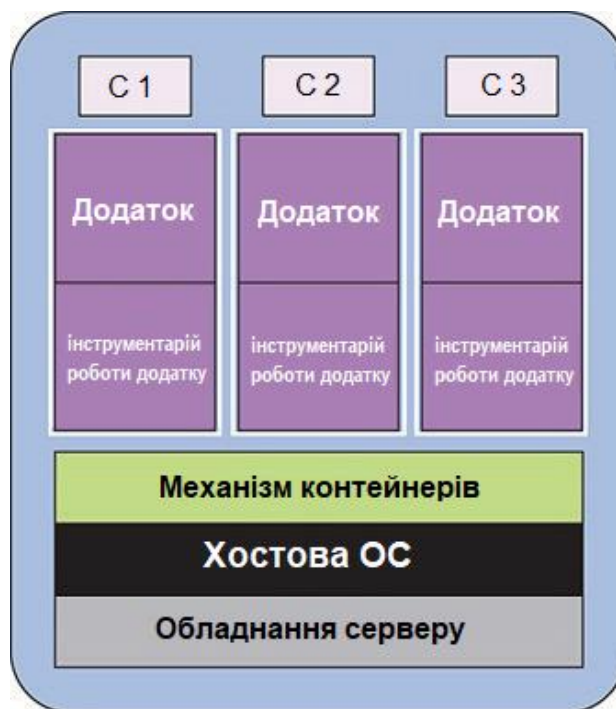 C 1
C 2
C 3
Додаток
Додаток
Додаток
інструментарій
роботи додатку
інструментарій
роботи додатку
інструментарій
роботи додатку
Механізм контейнерів
Хостова ОС
Обладнання серверу